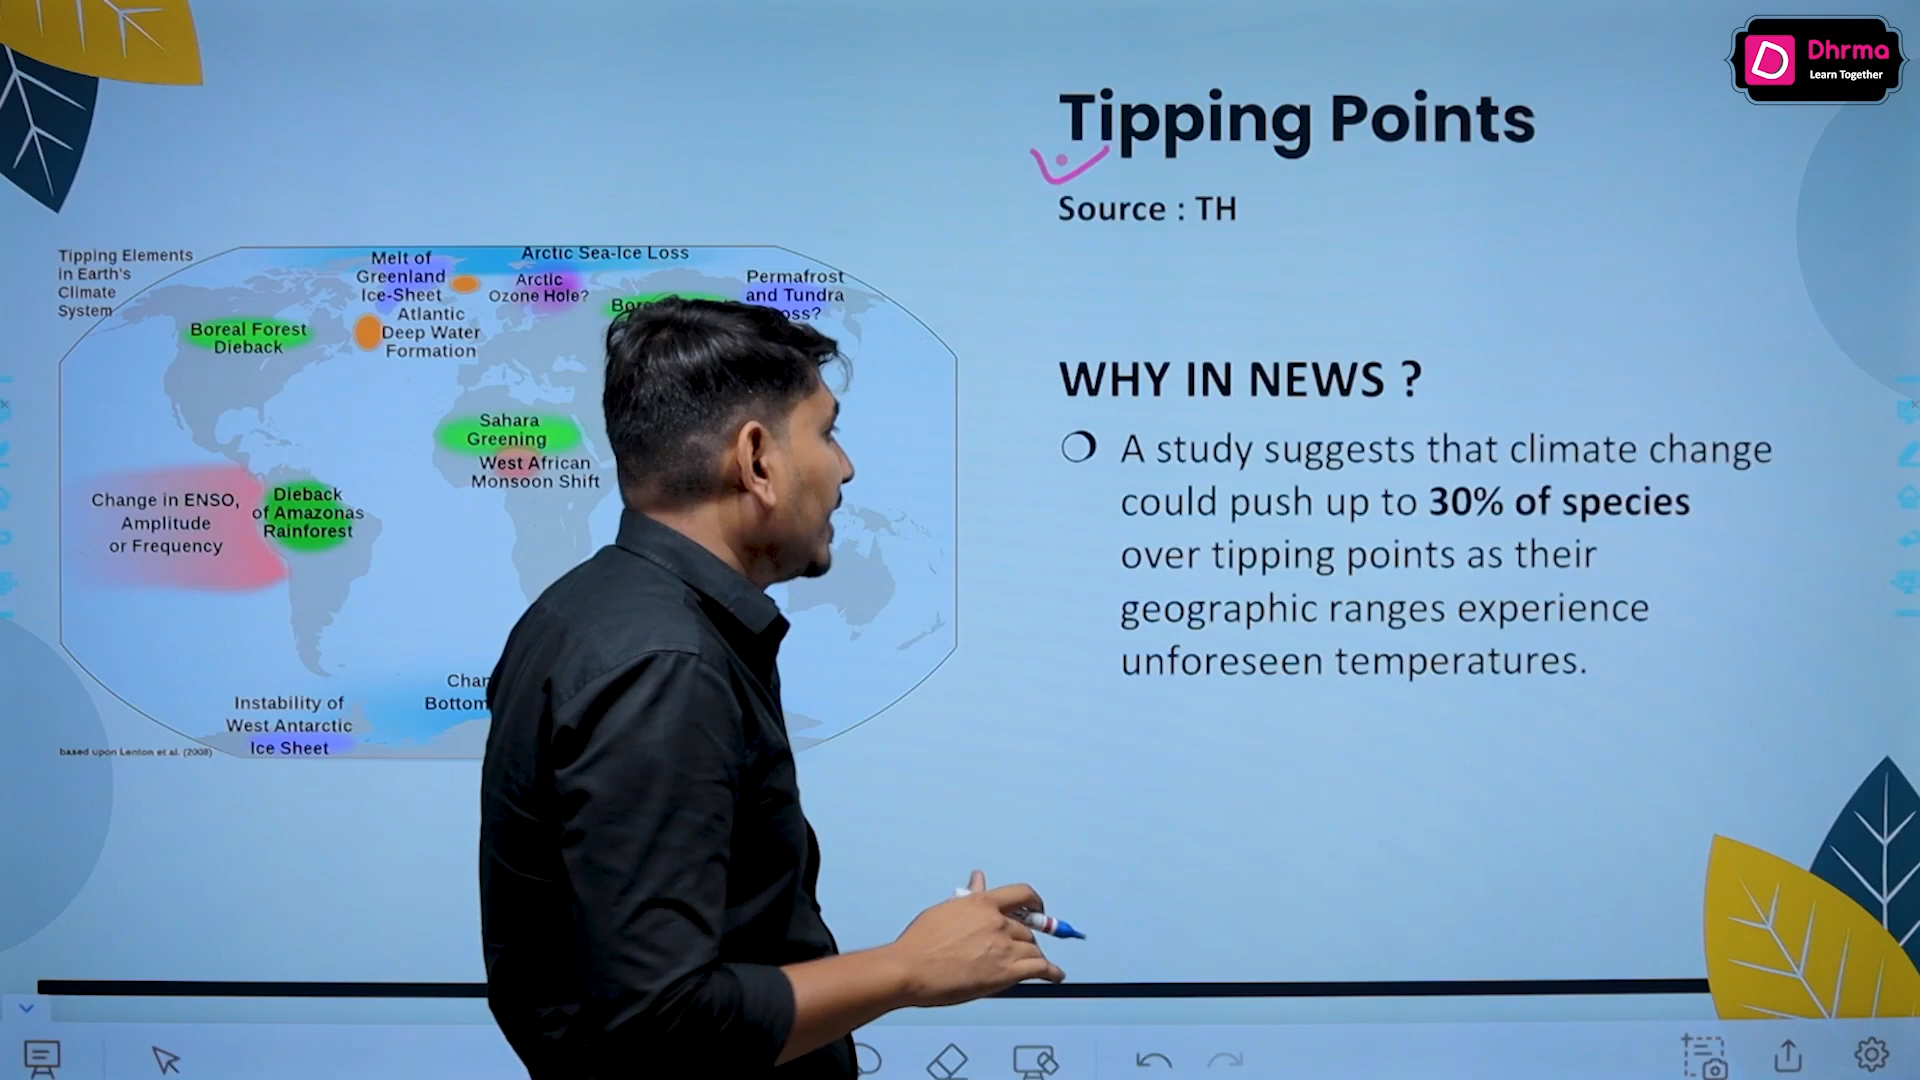 Dhrma
Learn Together
Tipping Points
Source : TH
Tipping Elements
in Earth's
Climate
System
Melt of
Greenland
Ice-Sheet
Arctic Sea-Ice Loss
Arctic
Ozone Hole?
Permafrost
and Tundra
Boreal Forest
Dieback
Atlantic
Deep Water
Formation
Sahara
Greening
West African
Monsoon Shift
Change in ENSO,
Amplitude
or Frequency
Dieback
of Amazonas
Rainforest
Bottom
Instability of
West Antarctic
Ice Sheet
based upon Lenton et al. (2008)
WHY IN NEWS ?
A study suggests that climate change
could push up to 30% of species
over tipping points as their
geographic ranges experience
unforeseen temperatures.